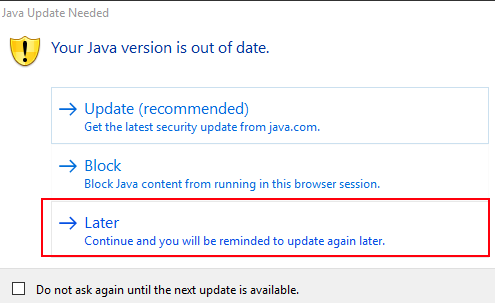 Java Update Needed
Your Java version is out of date.
Update (recommended)
Get the latest security update from java.com.
Block
Block Java content from running in this browser session.
Later
Continue and you will be reminded to update again later.
Do not ask again until the next update is available.